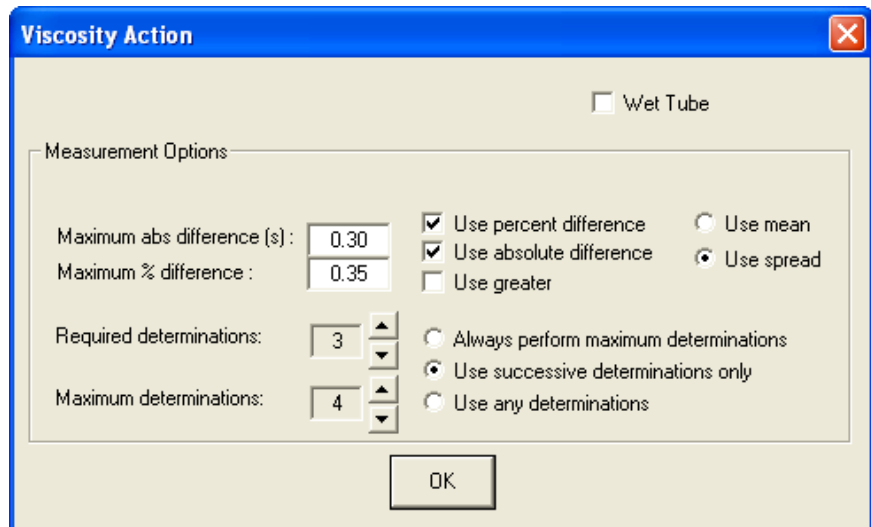 Viscosity Action
Wet Tube
Measurement Options
Maximum abs difference (s) : 0.30
Maximum % difference : 0.35
Use percent difference
Use absolute difference
Use greater
Use mean
Use spread
Required determinations: 3
Maximum determinations: 4
Always perform maximum determinations
Use successive determinations only
Use any determinations
OK